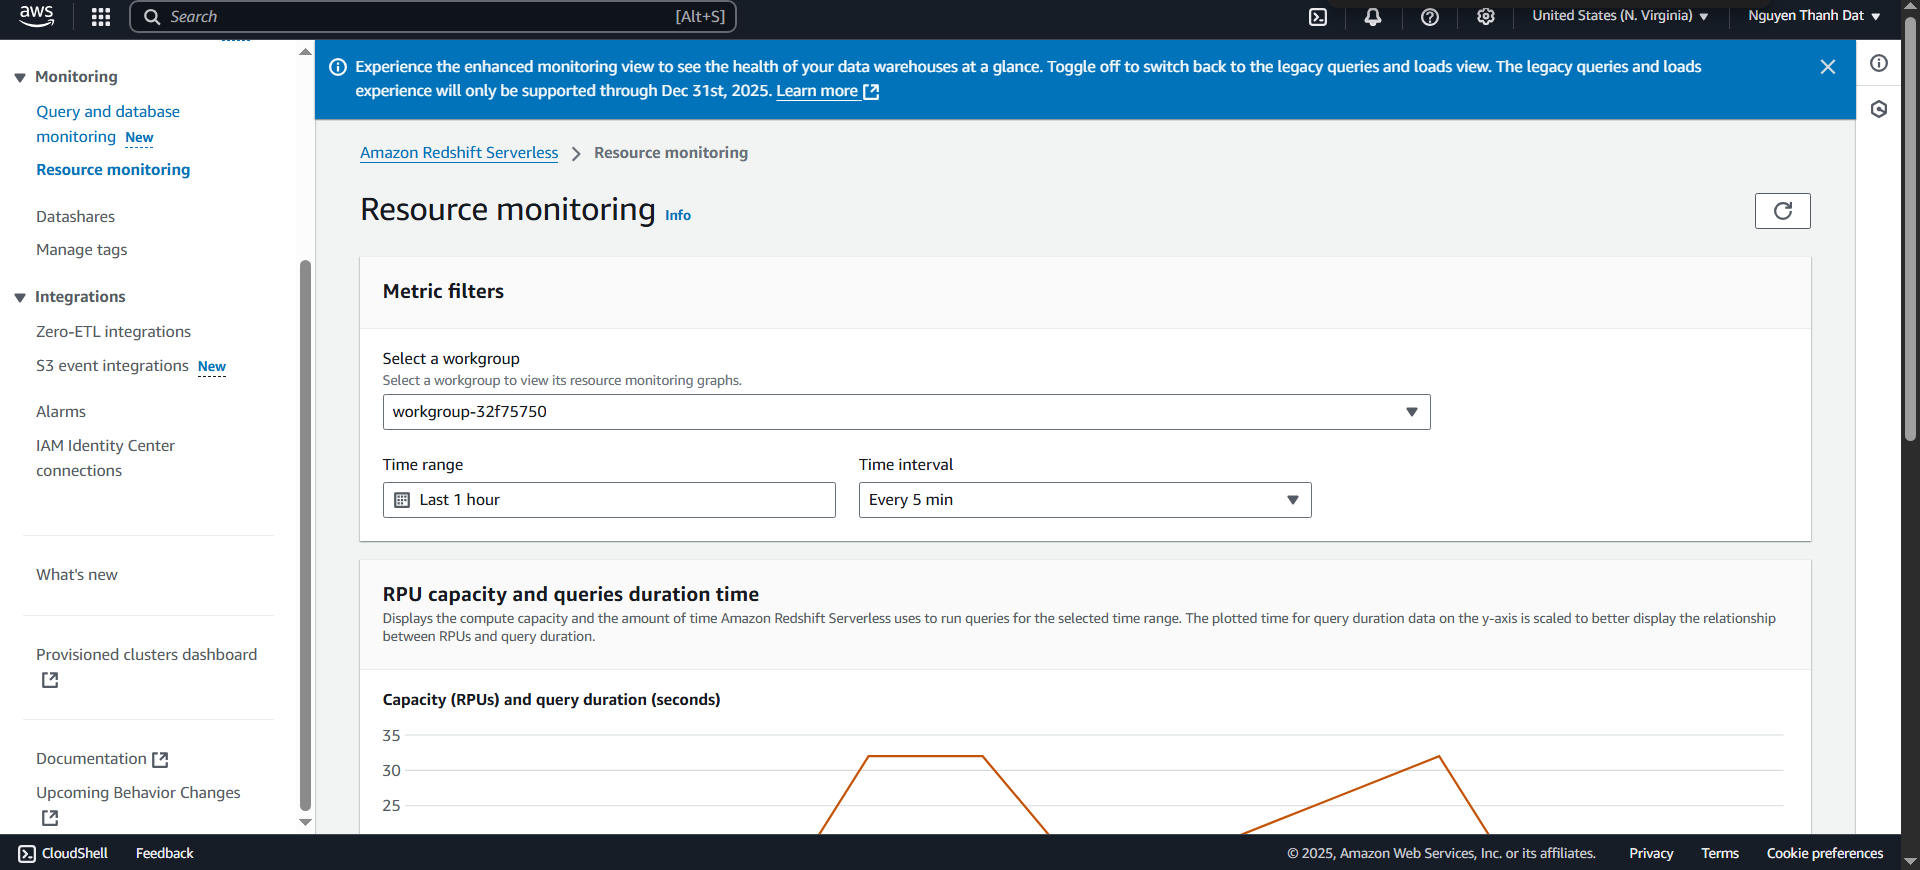 aws
Search
[Alt+S]
United States (N. Virginia)
Nguyen Thanh Dat
Monitoring
Query and database
monitoring New
Resource monitoring
Datashares
Manage tags
Integrations
Zero-ETL integrations
S3 event integrations New
Alarms
IAM Identity Center
connections
What's new
Provisioned clusters dashboard
Documentation
Upcoming Behavior Changes
Experience the enhanced monitoring view to see the health of your data warehouses at a glance. Toggle off to switch back to the legacy queries and loads view. The legacy queries and loads
experience will only be supported through Dec 31st, 2025. Learn more
Amazon Redshift Serverless > Resource monitoring
Resource monitoring Info
Metric filters
Select a workgroup
Select a workgroup to view its resource monitoring graphs.
workgroup-32f75750
Time range
Last 1 hour
Time interval
Every 5 min
RPU capacity and queries duration time
Displays the compute capacity and the amount of time Amazon Redshift Serverless uses to run queries for the selected time range. The plotted time for query duration data on the y-axis is scaled to better display the relationship
between RPUs and query duration.
Capacity (RPUs) and query duration (seconds)
35
30
25
CloudShell
Feedback
© 2025, Amazon Web Services, Inc. or its affiliates.
Privacy
Terms
Cookie preferences